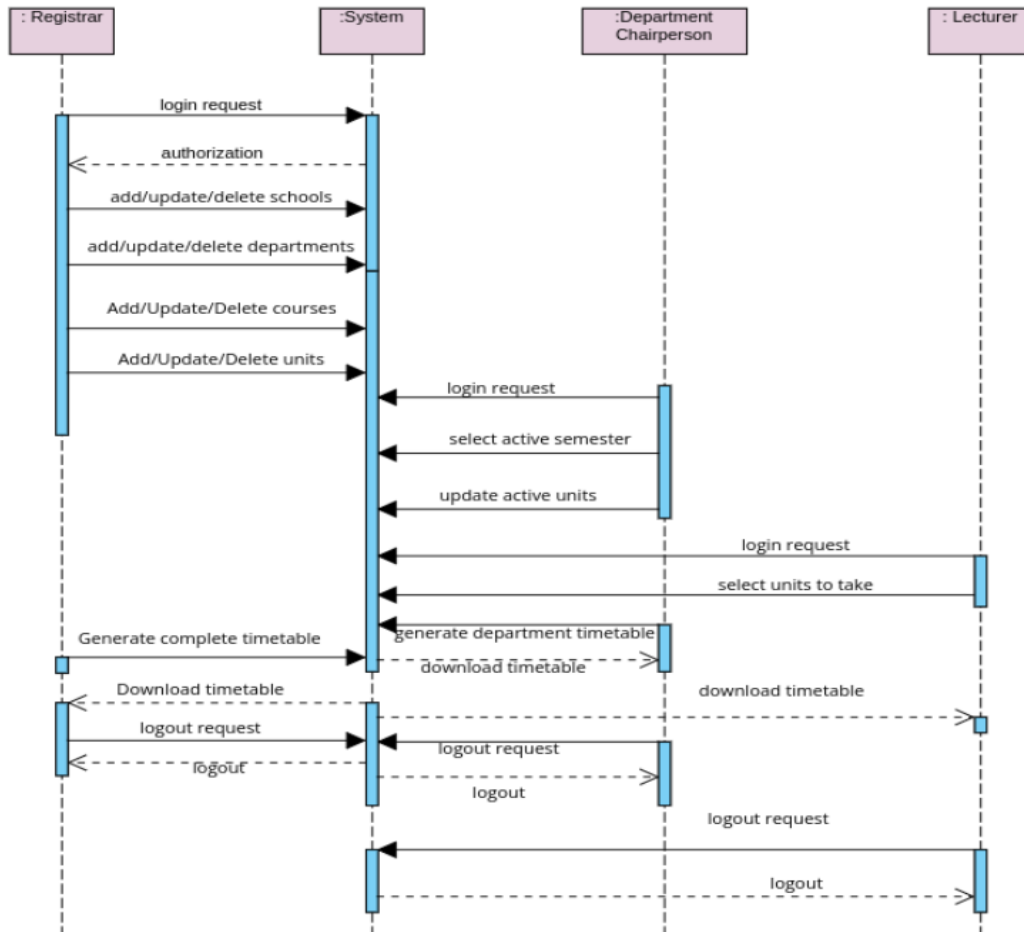 : Registrar
:System
:Department
Chairperson
: Lecturer
login request
authorization
add/update/delete schools
add/update/delete departments
Add/Update/Delete courses
Add/Update/Delete units
login request
select active semester
update active units
login request
select units to take
generate department timetable
Generate complete timetable
download timetable
Download timetable
download timetable
logout request
logout request
logout
logout
logout request
logout